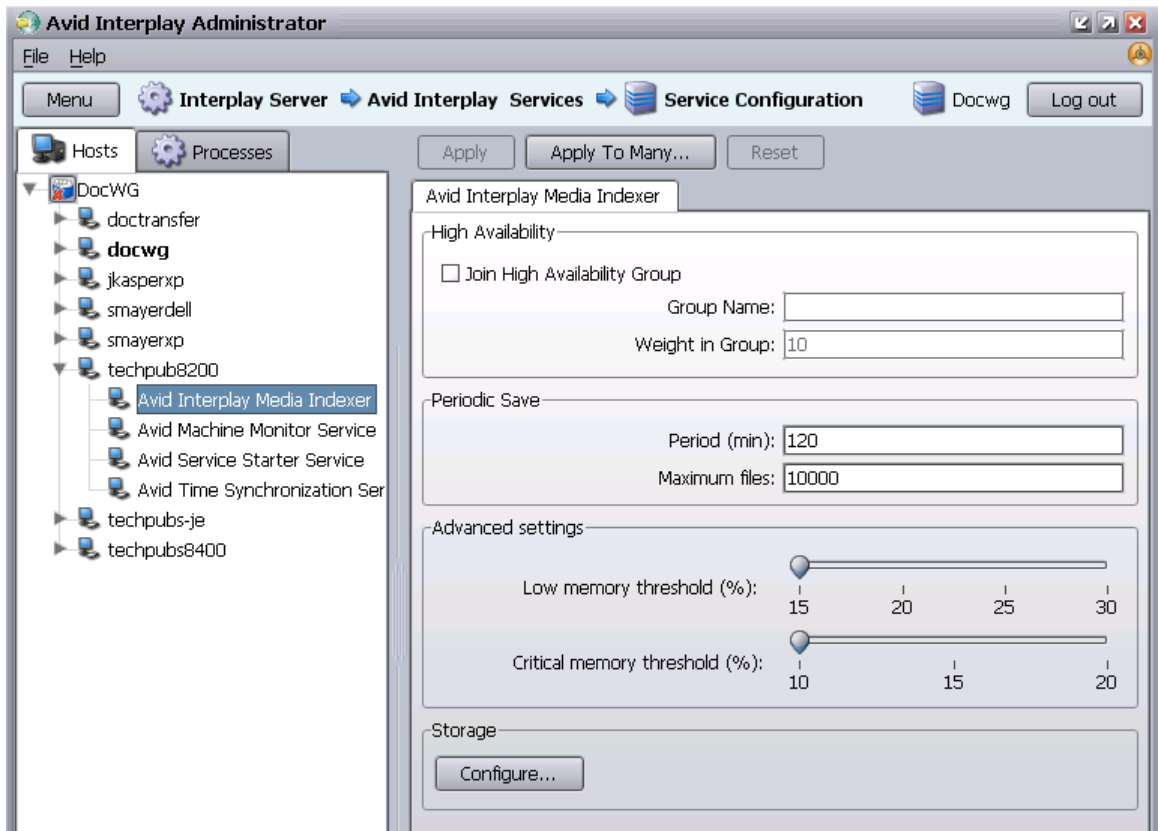 Avid Interplay Administrator
File Help
Menu Interplay Server Avid Interplay Services Service Configuration Docwg Log out
Hosts Processes
Apply Apply To Many... Reset
DocWG
doctransfer
docwg
jkasperxp
smayerdell
smayerxp
techpub8200
Avid Interplay Media Indexer
Avid Machine Monitor Service
Avid Service Starter Service
Avid Time Synchronization Ser
techpubs-je
techpubs8400
Avid Interplay Media Indexer
High Availability
Join High Availability Group
Group Name:
Weight in Group: 10
Periodic Save
Period (min): 120
Maximum files: 10000
Advanced settings
Low memory threshold (%):
15 20 25 30
Critical memory threshold (%):
10 15 20
Storage
Configure...